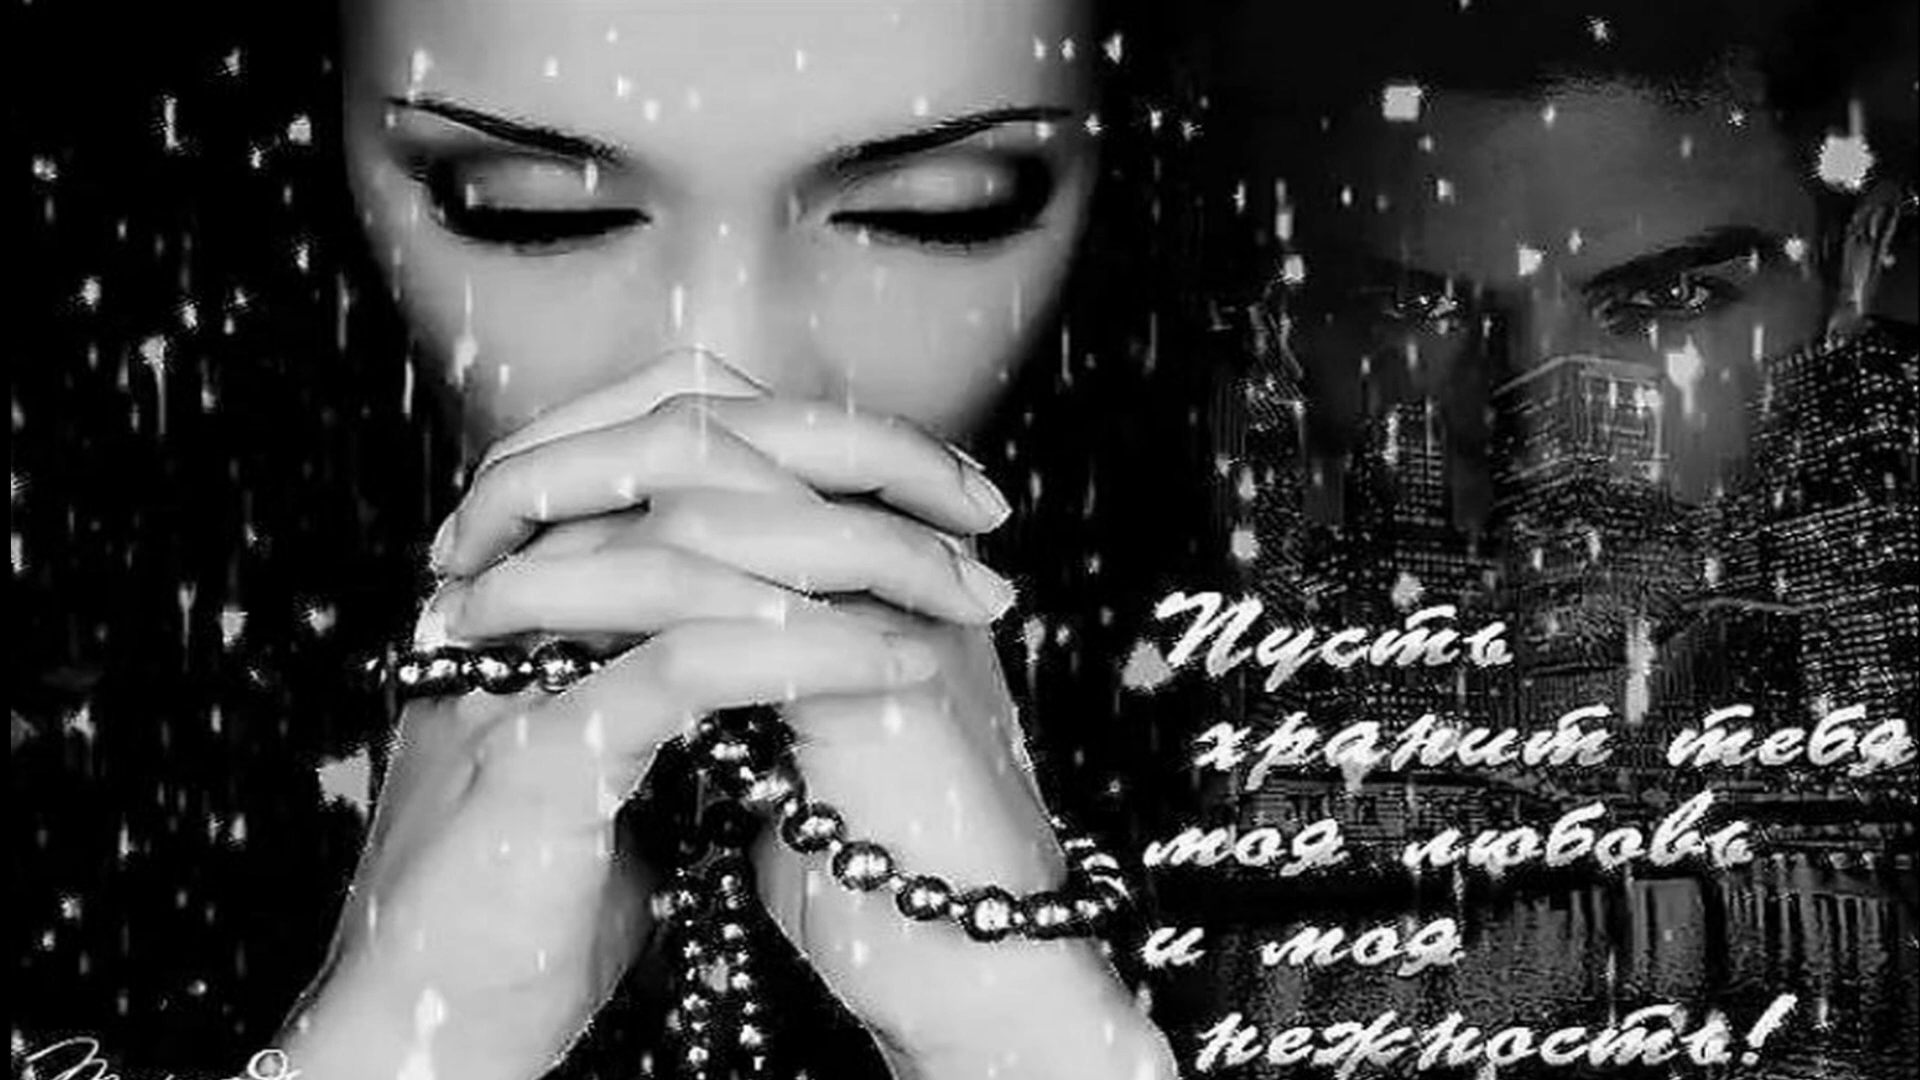 Пусть
хранит тебя
моя любовь
и моя
нежность!